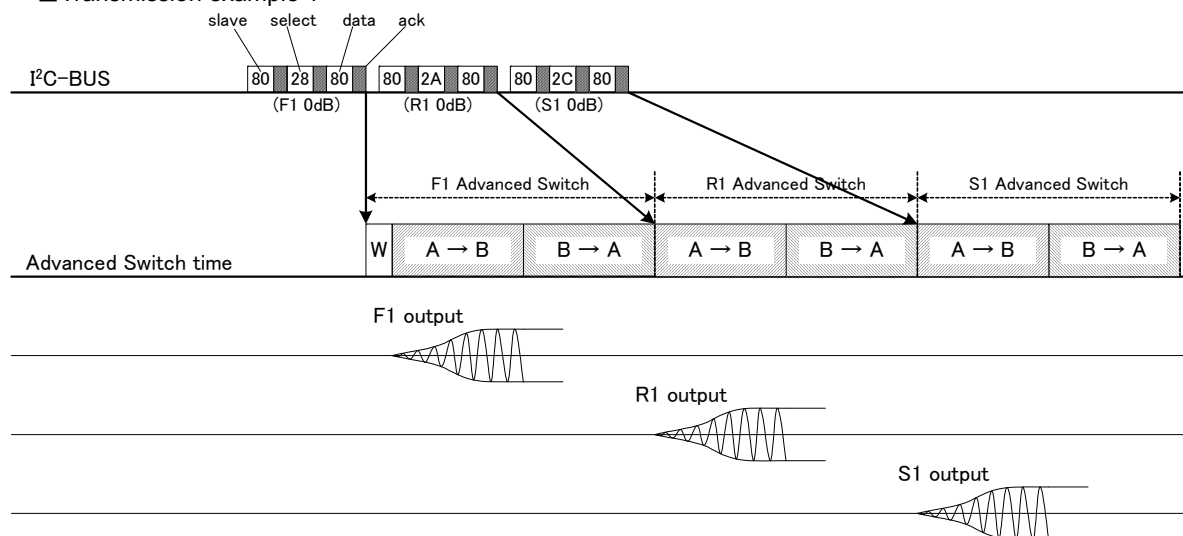 Transmission example 1
slave select data ack
I²C-BUS
80 28 80 80 2A 80 80 2C 80
(F1 0dB) (R1 0dB) (S1 0dB)
F1 Advanced Switch R1 Advanced Switch S1 Advanced Switch
W A → B B → A A → B B → A A → B B → A
Advanced Switch time
F1 output
R1 output
S1 output